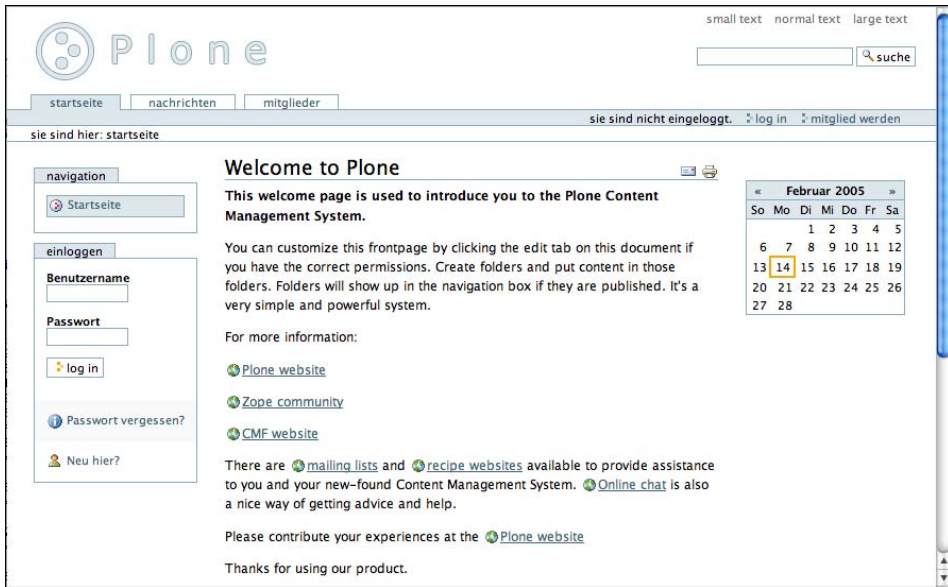 small text normal text large text
Plone
suche
startseite nachrichten mitglieder
sie sind nicht eingeloggt. log in mitglied werden
sie sind hier: startseite
navigation
Startseite
einloggen
Benutzername
Passwort
log in
Passwort vergessen?
Neu hier?
Welcome to Plone
This welcome page is used to introduce you to the Plone Content
Management System.
You can customize this frontpage by clicking the edit tab on this document if
you have the correct permissions. Create folders and put content in those
folders. Folders will show up in the navigation box if they are published. It's a
very simple and powerful system.
For more information:
Plone website
Zope community
CMF website
There are mailing lists and recipe websites available to provide assistance
to you and your new-found Content Management System. Online chat is also
a nice way of getting advice and help.
Please contribute your experiences at the Plone website
Thanks for using our product.
« Februar 2005 »
So Mo Di Mi Do Fr Sa
1 2 3 4 5
6 7 8 9 10 11 12
13 14 15 16 17 18 19
20 21 22 23 24 25 26
27 28